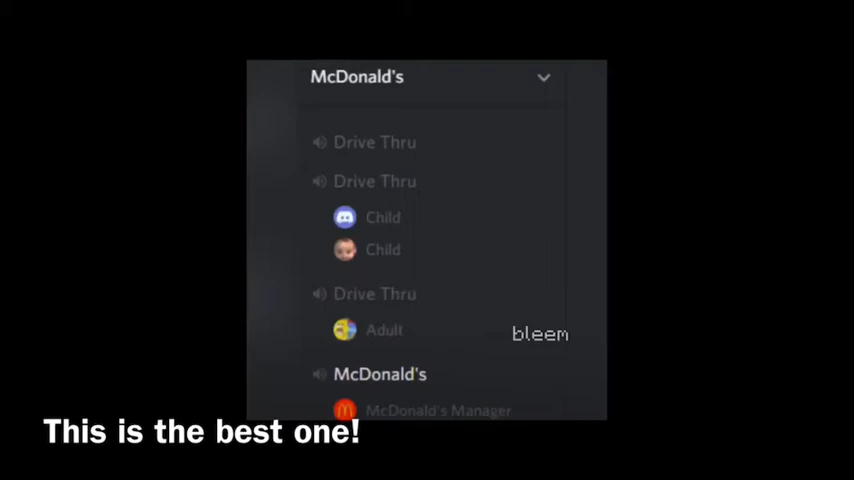 McDonald's
Drive Thru
Drive Thru
Child
Child
Drive Thru
Adult
bleem
McDonald's
McDonald's Manager
This is the best one!